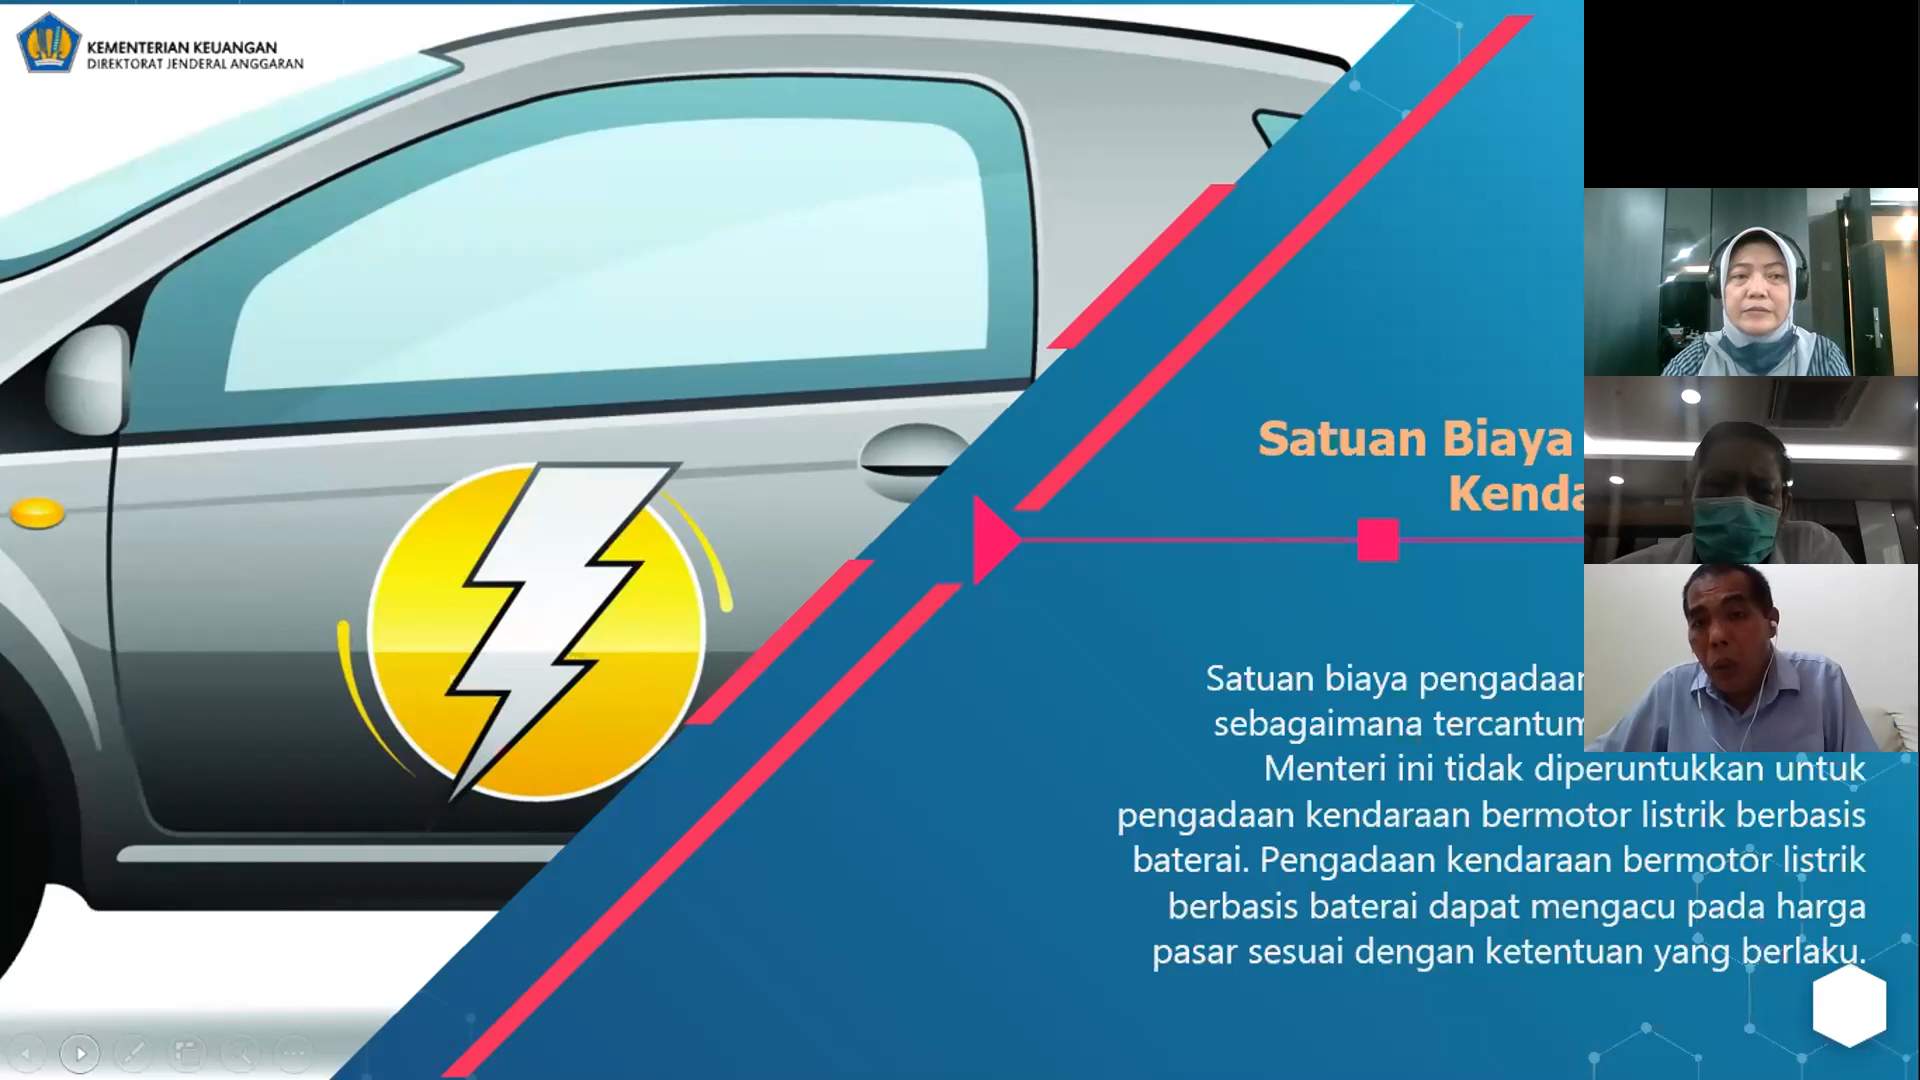 KEMENTERIAN KEUANGAN
DIREKTORAT JENDERAL ANGGARAN
Satuan Biaya
Kenda
Satuan biaya pengadaan
sebagaimana tercantum
Menteri ini tidak diperuntukkan untuk
pengadaan kendaraan bermotor listrik berbasis
baterai. Pengadaan kendaraan bermotor listrik
berbasis baterai dapat mengacu pada harga
pasar sesuai dengan ketentuan yang berlaku.